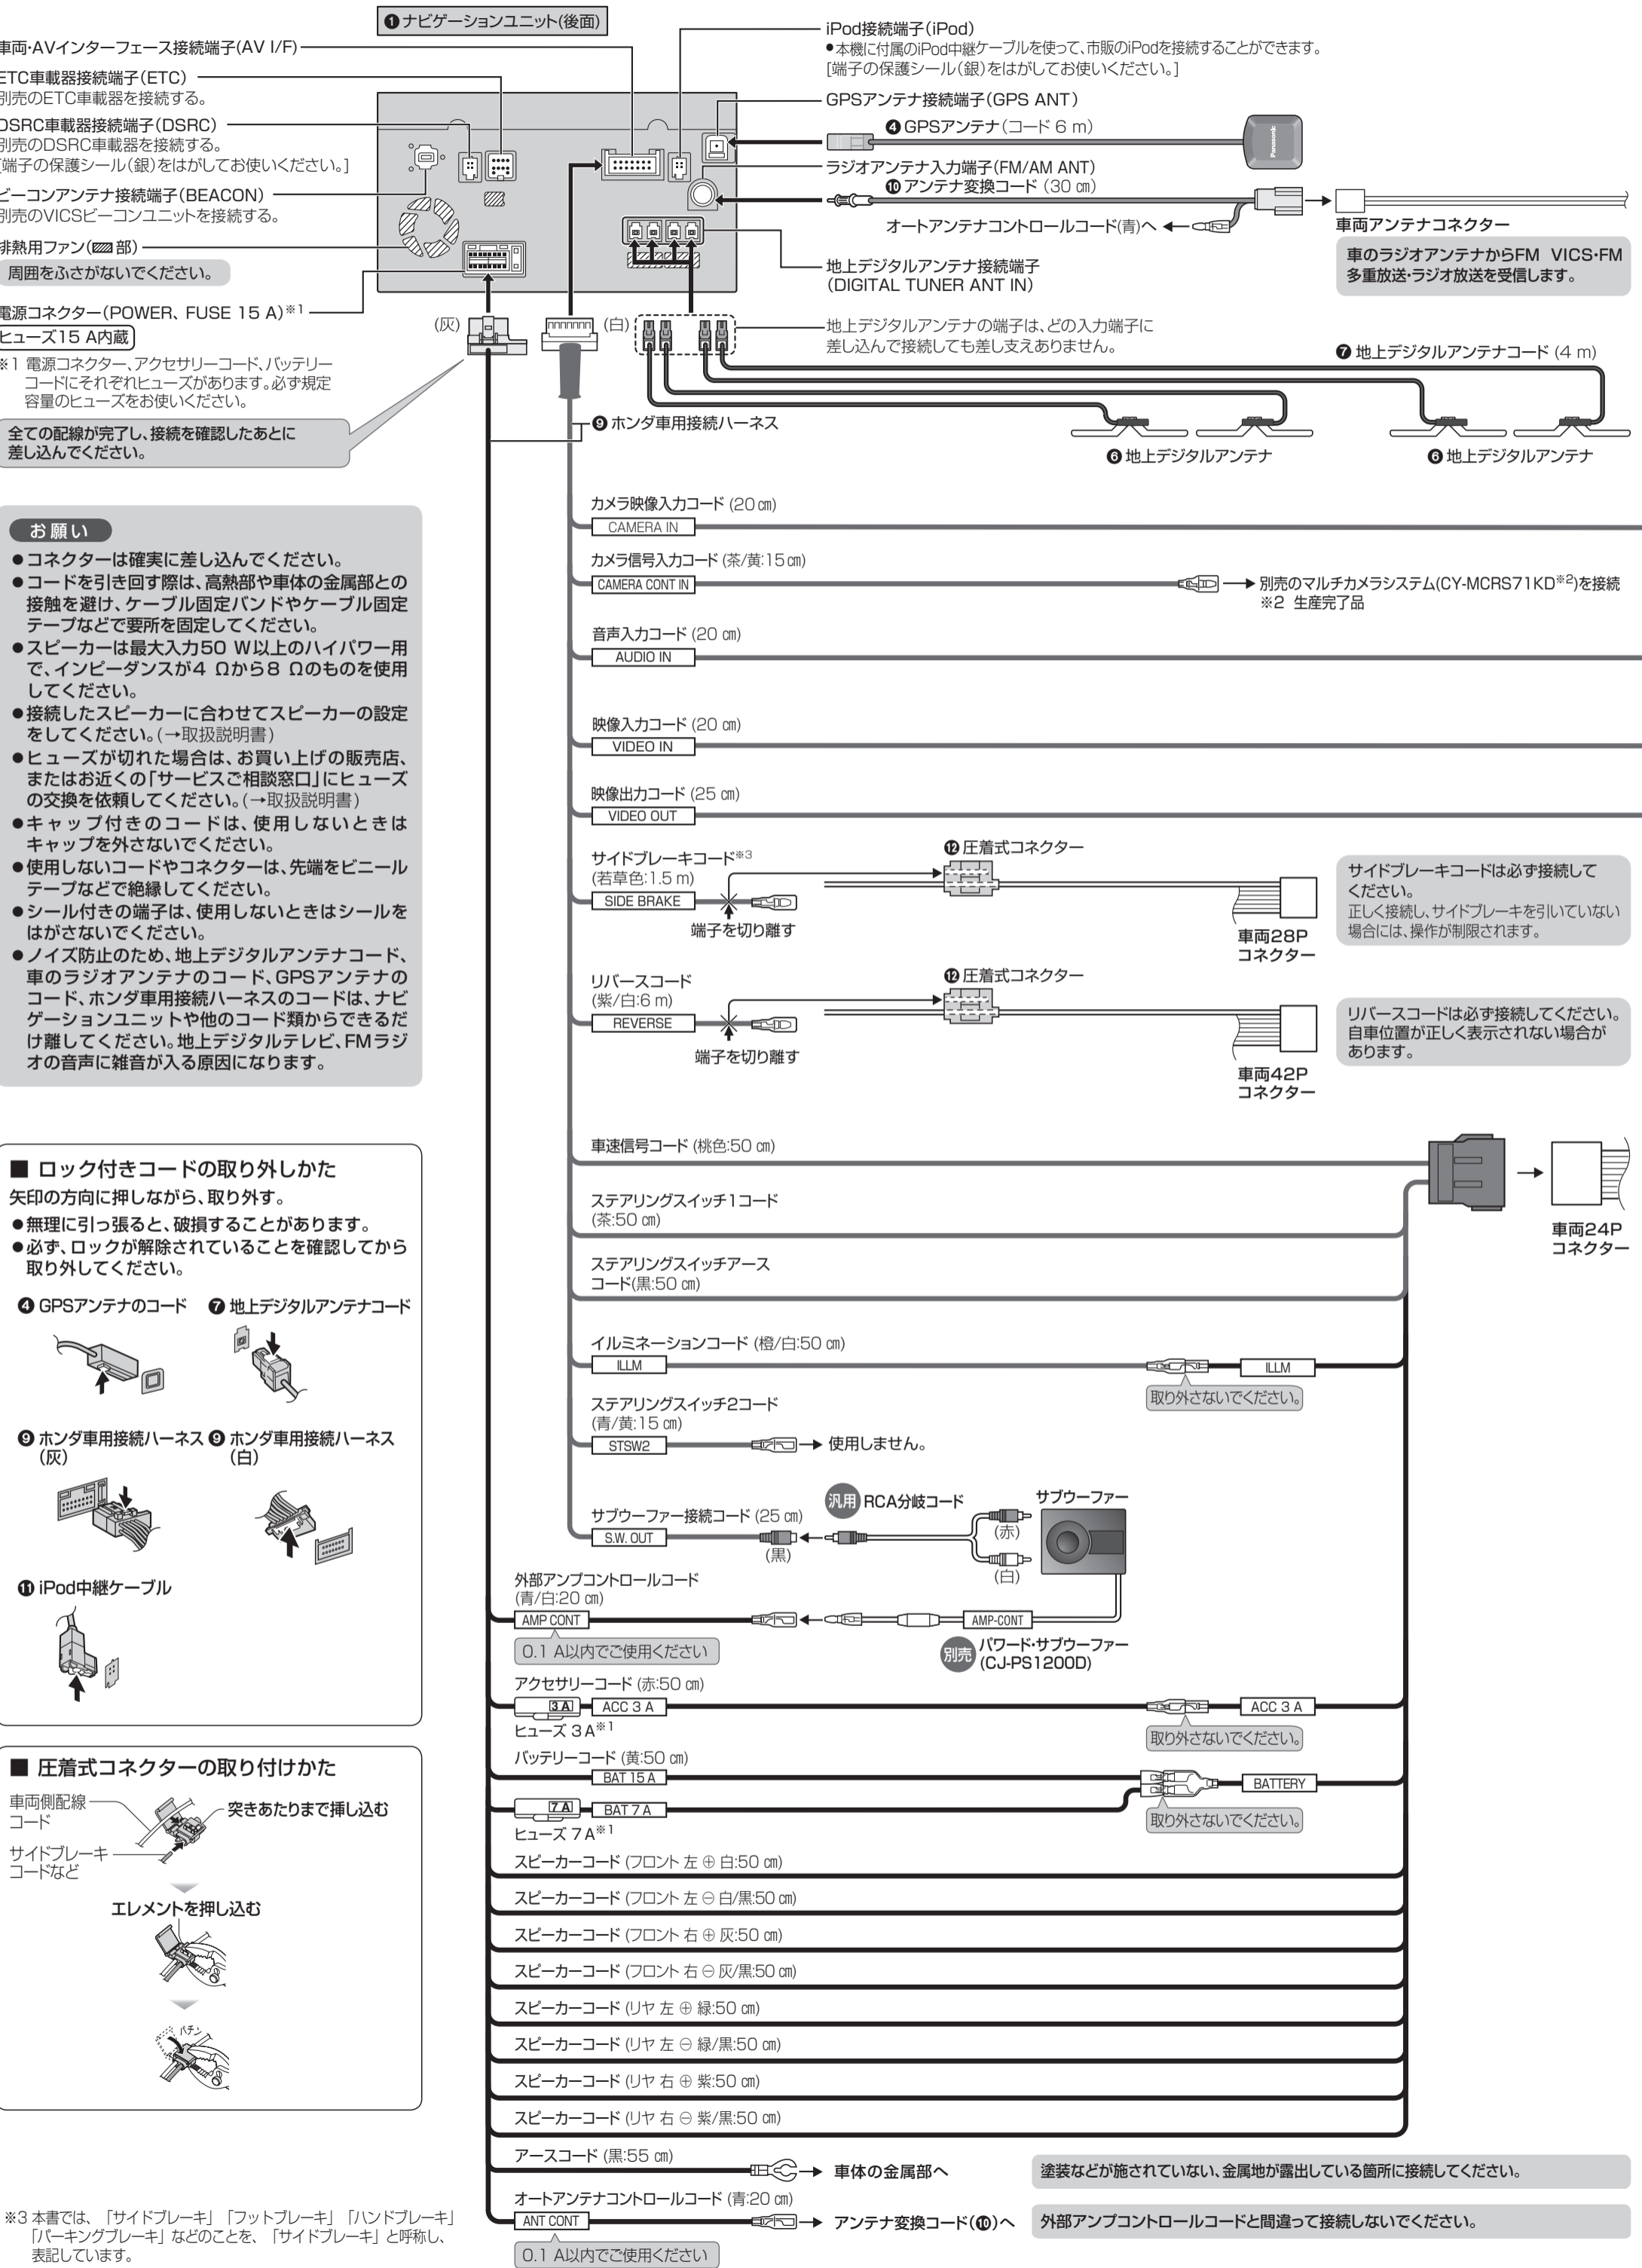 ❶ナビゲーションユニット(後面)
車両・AVインターフェース接続端子(AV I/F)
ETC車載器接続端子(ETC)
別売のETC車載器を接続する。
DSRC車載器接続端子(DSRC)
別売のDSRC車載器を接続する。
[端子の保護シール(銀)をはがしてお使いください。]
ビーコンアンテナ接続端子(BEACON)
別売のVICSビーコンユニットを接続する。
排熱用ファン(部)
周囲をふさがないでください。
電源コネクター(POWER、FUSE 15 A)※1
ヒューズ15 A内蔵
※1 電源コネクター、アクセサリーコード、バッテリー
コードにそれぞれヒューズがあります。必ず規定
容量のヒューズをお使いください。
全ての配線が完了し、接続を確認したあとに
差し込んでください。
iPod接続端子(iPod)
●本機に付属のiPod中継ケーブルを使って、市販のiPodを接続することができます。
[端子の保護シール(銀)をはがしてお使いください。]
GPSアンテナ接続端子(GPS ANT)
❹GPSアンテナ(コード 6 m)
Panasonic
ラジオアンテナ入力端子(FM/AM ANT)
❿アンテナ変換コード (30 ㎝)
オートアンテナコントロールコード(青)へ
車両アンテナコネクター
車のラジオアンテナからFM VICS・FM
多重放送・ラジオ放送を受信します。
地上デジタルアンテナ接続端子
(DIGITAL TUNER ANT IN)
(灰)
(白)
地上デジタルアンテナの端子は、どの入力端子に
差し込んで接続しても差し支えありません。
❼ 地上デジタルアンテナコード (4 m)
❾ ホンダ車用接続ハーネス
❻ 地上デジタルアンテナ
❻ 地上デジタルアンテナ
お願い
●コネクターは確実に差し込んでください。
●コードを引き回す際は、高熱部や車体の金属部との
接触を避け、ケーブル固定バンドやケーブル固定
テープなどで要所を固定してください。
●スピーカーは最大入力50 W以上のハイパワー用
で、インピーダンスが4 Ωから8 Ωのものを使用
してください。
●接続したスピーカーに合わせてスピーカーの設定
をしてください。(→取扱説明書)
●ヒューズが切れた場合は、お買い上げの販売店、
またはお近くの「サービスご相談窓口」にヒューズ
の交換を依頼してください。(→取扱説明書)
●キャップ付きのコードは、使用しないときは
キャップを外さないでください。
●使用しないコードやコネクターは、先端をビニール
テープなどで絶縁してください。
●シール付きの端子は、使用しないときはシールを
はがさないでください。
●ノイズ防止のため、地上デジタルアンテナコード、
車のラジオアンテナのコード、GPSアンテナの
コード、ホンダ車用接続ハーネスのコードは、ナビ
ゲーションユニットや他のコード類からできるだ
け離してください。地上デジタルテレビ、FMラジ
オの音声に雑音が入る原因になります。
カメラ映像入力コード (20 ㎝)
CAMERA IN
カメラ信号入力コード (茶/黄:15 ㎝)
CAMERA CONT IN
別売のマルチカメラシステム(CY-MCRS71KD※2)を接続
※2 生産完了品
音声入力コード (20 ㎝)
AUDIO IN
映像入力コード (20 ㎝)
VIDEO IN
映像出力コード (25 ㎝)
VIDEO OUT
サイドブレーキコード※3
(若草色:1.5 m)
SIDE BRAKE
端子を切り離す
⓬圧着式コネクター
車両28P
コネクター
サイドブレーキコードは必ず接続して
ください。
正しく接続し、サイドブレーキを引いていない
場合には、操作が制限されます。
リバースコード
(紫/白:6 m)
REVERSE
端子を切り離す
⓬圧着式コネクター
車両42P
コネクター
リバースコードは必ず接続してください。
自車位置が正しく表示されない場合が
あります。
■ ロック付きコードの取り外しかた
矢印の方向に押しながら、取り外す。
●無理に引っ張ると、破損することがあります。
●必ず、ロックが解除されていることを確認してから
取り外してください。
❹ GPSアンテナのコード
❼ 地上デジタルアンテナコード
❾ ホンダ車用接続ハーネス
(灰)
❾ ホンダ車用接続ハーネス
(白)
⓫ iPod中継ケーブル
車速信号コード (桃色:50 ㎝)
車両24P
コネクター
ステアリングスイッチ1コード
(茶:50 ㎝)
ステアリングスイッチアース
コード(黒:50 ㎝)
イルミネーションコード (橙/白:50 ㎝)
ILLM
ILLM
取り外さないでください。
ステアリングスイッチ2コード
(青/黄:15 ㎝)
STSW2
使用しません。
サブウーファー接続コード (25 ㎝)
S.W. OUT
(黒)
汎用 RCA分岐コード
(赤)
(白)
サブウーファー
外部アンプコントロールコード
(青/白:20 ㎝)
AMP CONT
0.1 A以内でご使用ください
AMP-CONT
別売 パワード・サブウーファー
(CJ-PS1200D)
アクセサリーコード (赤:50 ㎝)
3 A
ACC 3 A
ACC 3 A
ヒューズ 3 A※1
取り外さないでください。
バッテリーコード (黄:50 ㎝)
BAT 15 A
BATTERY
7 A
BAT 7 A
ヒューズ 7 A※1
取り外さないでください。
スピーカーコード (フロント 左 ⊕ 白:50 ㎝)
スピーカーコード (フロント 左 ⊖ 白/黒:50 ㎝)
スピーカーコード (フロント 右 ⊕ 灰:50 ㎝)
スピーカーコード (フロント 右 ⊖ 灰/黒:50 ㎝)
スピーカーコード (リヤ 左 ⊕ 緑:50 ㎝)
スピーカーコード (リヤ 左 ⊖ 緑/黒:50 ㎝)
スピーカーコード (リヤ 右 ⊕ 紫:50 ㎝)
スピーカーコード (リヤ 右 ⊖ 紫/黒:50 ㎝)
アースコード (黒:55 ㎝)
車体の金属部へ
塗装などが施されていない、金属地が露出している箇所に接続してください。
オートアンテナコントロールコード (青:20 ㎝)
ANT CONT
アンテナ変換コード(❿)へ
外部アンプコントロールコードと間違って接続しないでください。
0.1 A以内でご使用ください
■ 圧着式コネクターの取り付けかた
車両側配線
コード
突きあたりまで挿し込む
サイドブレーキ
コードなど
エレメントを押し込む
パチン
※3 本書では、「サイドブレーキ」「フットブレーキ」「ハンドブレーキ」
「パーキングブレーキ」などのことを、「サイドブレーキ」と呼称し、
表記しています。